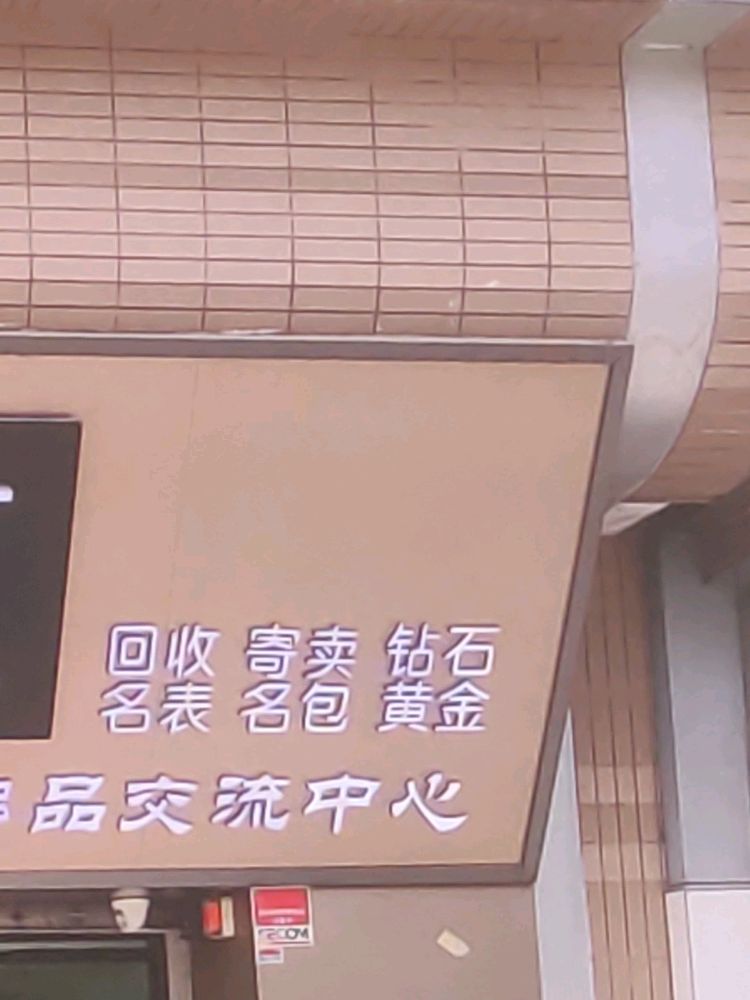 回收 寄卖 钻石
名表 名包 黄金
品交流中心